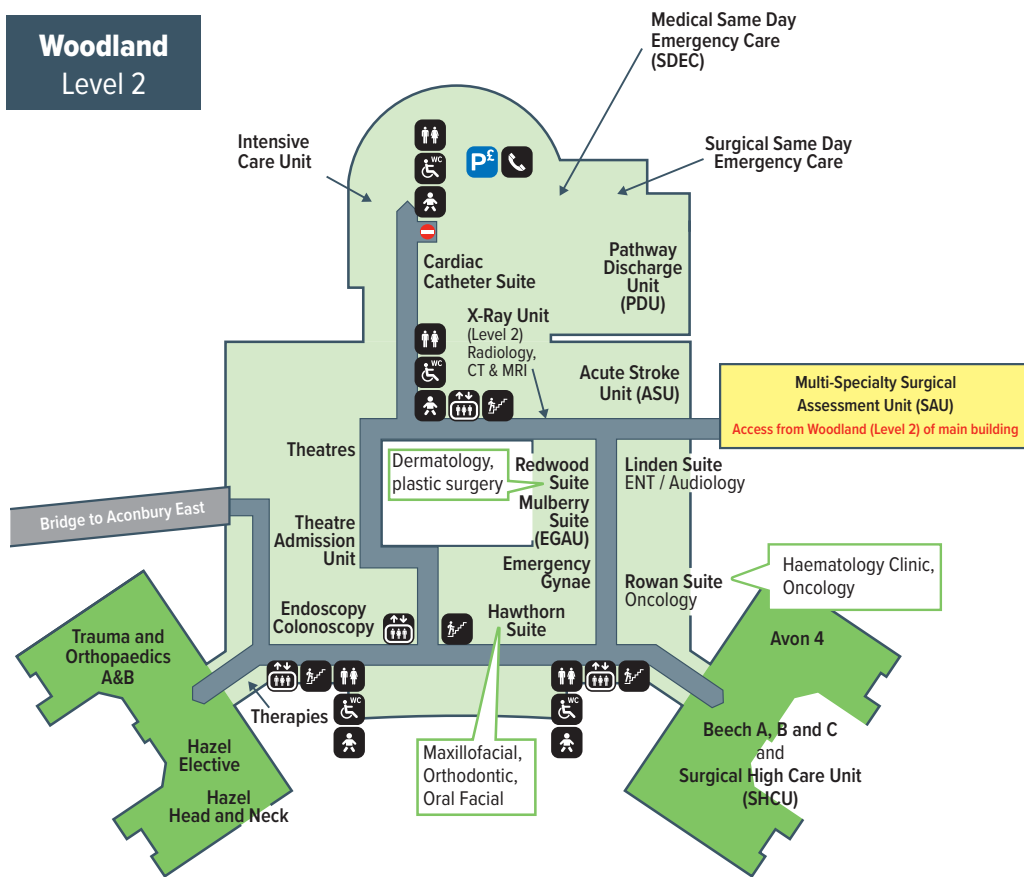 Woodland
Level 2
Medical Same Day
Emergency Care
(SDEC)
Intensive
Care Unit
Surgical Same Day
Emergency Care
WC
P£
Cardiac
Catheter Suite
Pathway
Discharge
Unit
(PDU)
X-Ray Unit
(Level 2)
Radiology,
CT & MRI
WC
Acute Stroke
Unit (ASU)
Multi-Specialty Surgical
Assessment Unit (SAU)
Access from Woodland (Level 2) of main building
Theatres
Dermatology,
plastic surgery
Redwood
Suite
Mulberry
Suite
(EGAU)
Emergency
Gynae
Linden Suite
ENT / Audiology
Bridge to Aconbury East
Theatre
Admission
Unit
Rowan Suite
Oncology
Haematology Clinic,
Oncology
Endoscopy
Colonoscopy
Hawthorn
Suite
Trauma and
Orthopaedics
A&B
Avon 4
Therapies
WC
WC
Hazel
Elective
Hazel
Head and Neck
Maxillofacial,
Orthodontic,
Oral Facial
Beech A, B and C
and
Surgical High Care Unit
(SHCU)